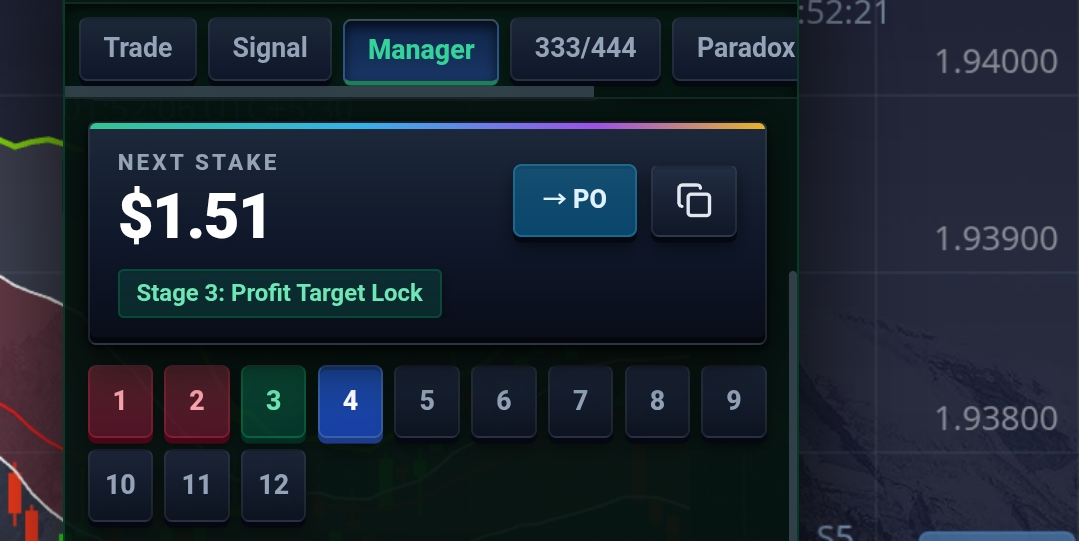 :52:21
Trade Signal Manager 333/444 Paradox
1.94000
NEXT STAKE
$1.51
→ PO
Stage 3: Profit Target Lock
1.93900
1 2 3 4 5 6 7 8 9
1.93800
10 11 12
S5